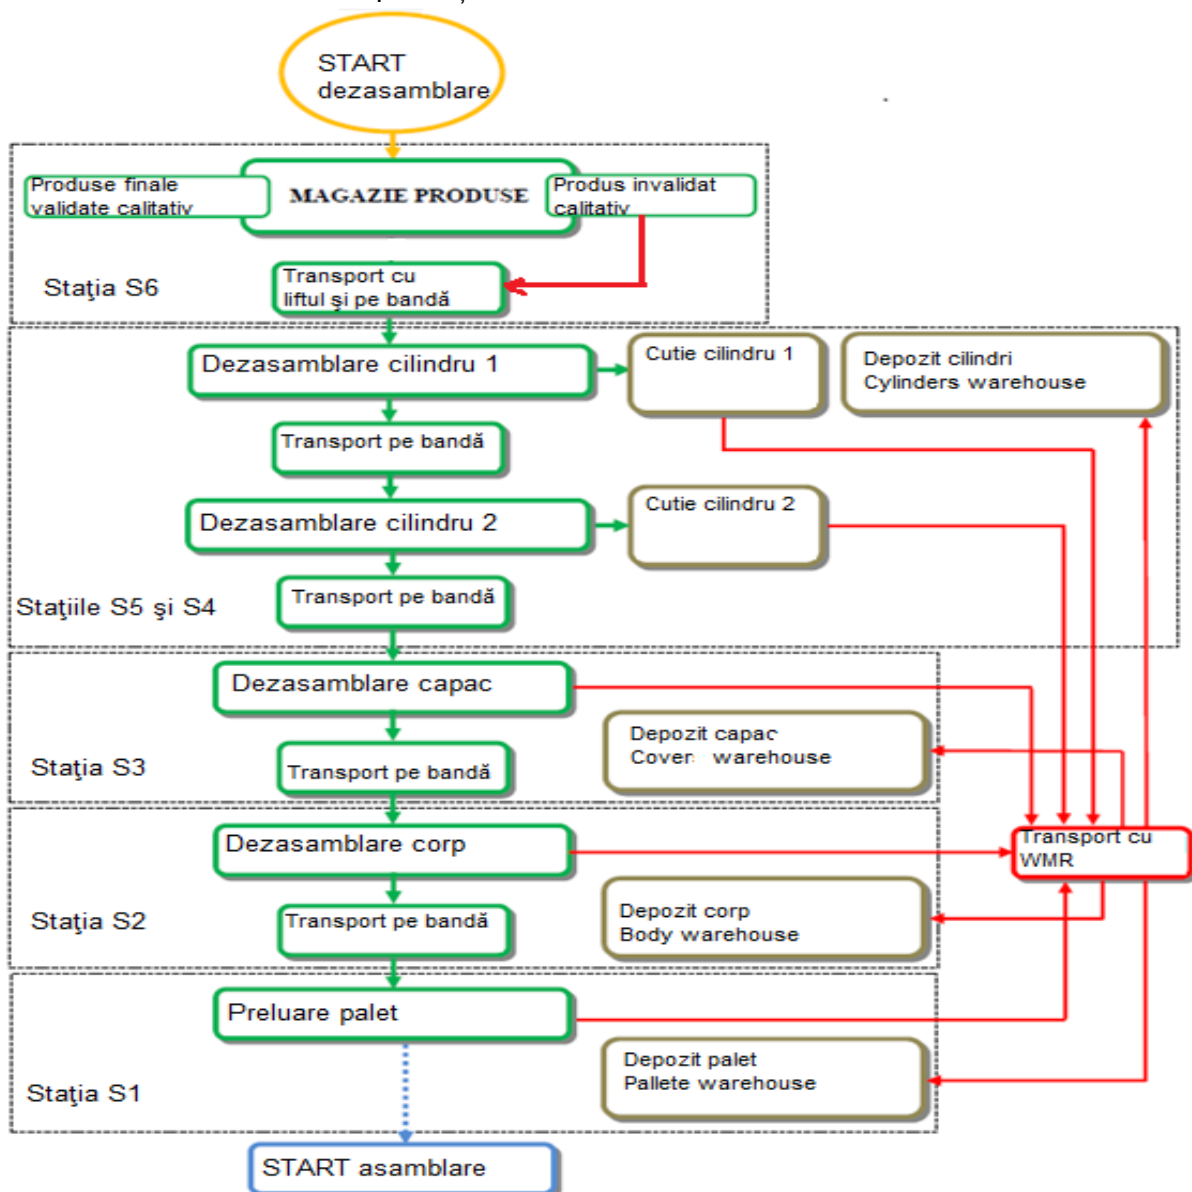 START
dezasamblare
Produse finale
validate calitativ
MAGAZIE PRODUSE
Produs invalidat
calitativ
Staţia S6
Transport cu
liftul şi pe bandă
Dezasamblare cilindru 1
Cutie cilindru 1
Depozit cilindri
Cylinders warehouse
Transport pe bandă
Dezasamblare cilindru 2
Cutie cilindru 2
Transport pe bandă
Staţiile S5 şi S4
Dezasamblare capac
Depozit capac
Cover warehouse
Staţia S3
Transport pe bandă
Dezasamblare corp
Transport cu
WMR
Staţia S2
Transport pe bandă
Depozit corp
Body warehouse
Preluare palet
Depozit palet
Pallete warehouse
Staţia S1
START asamblare